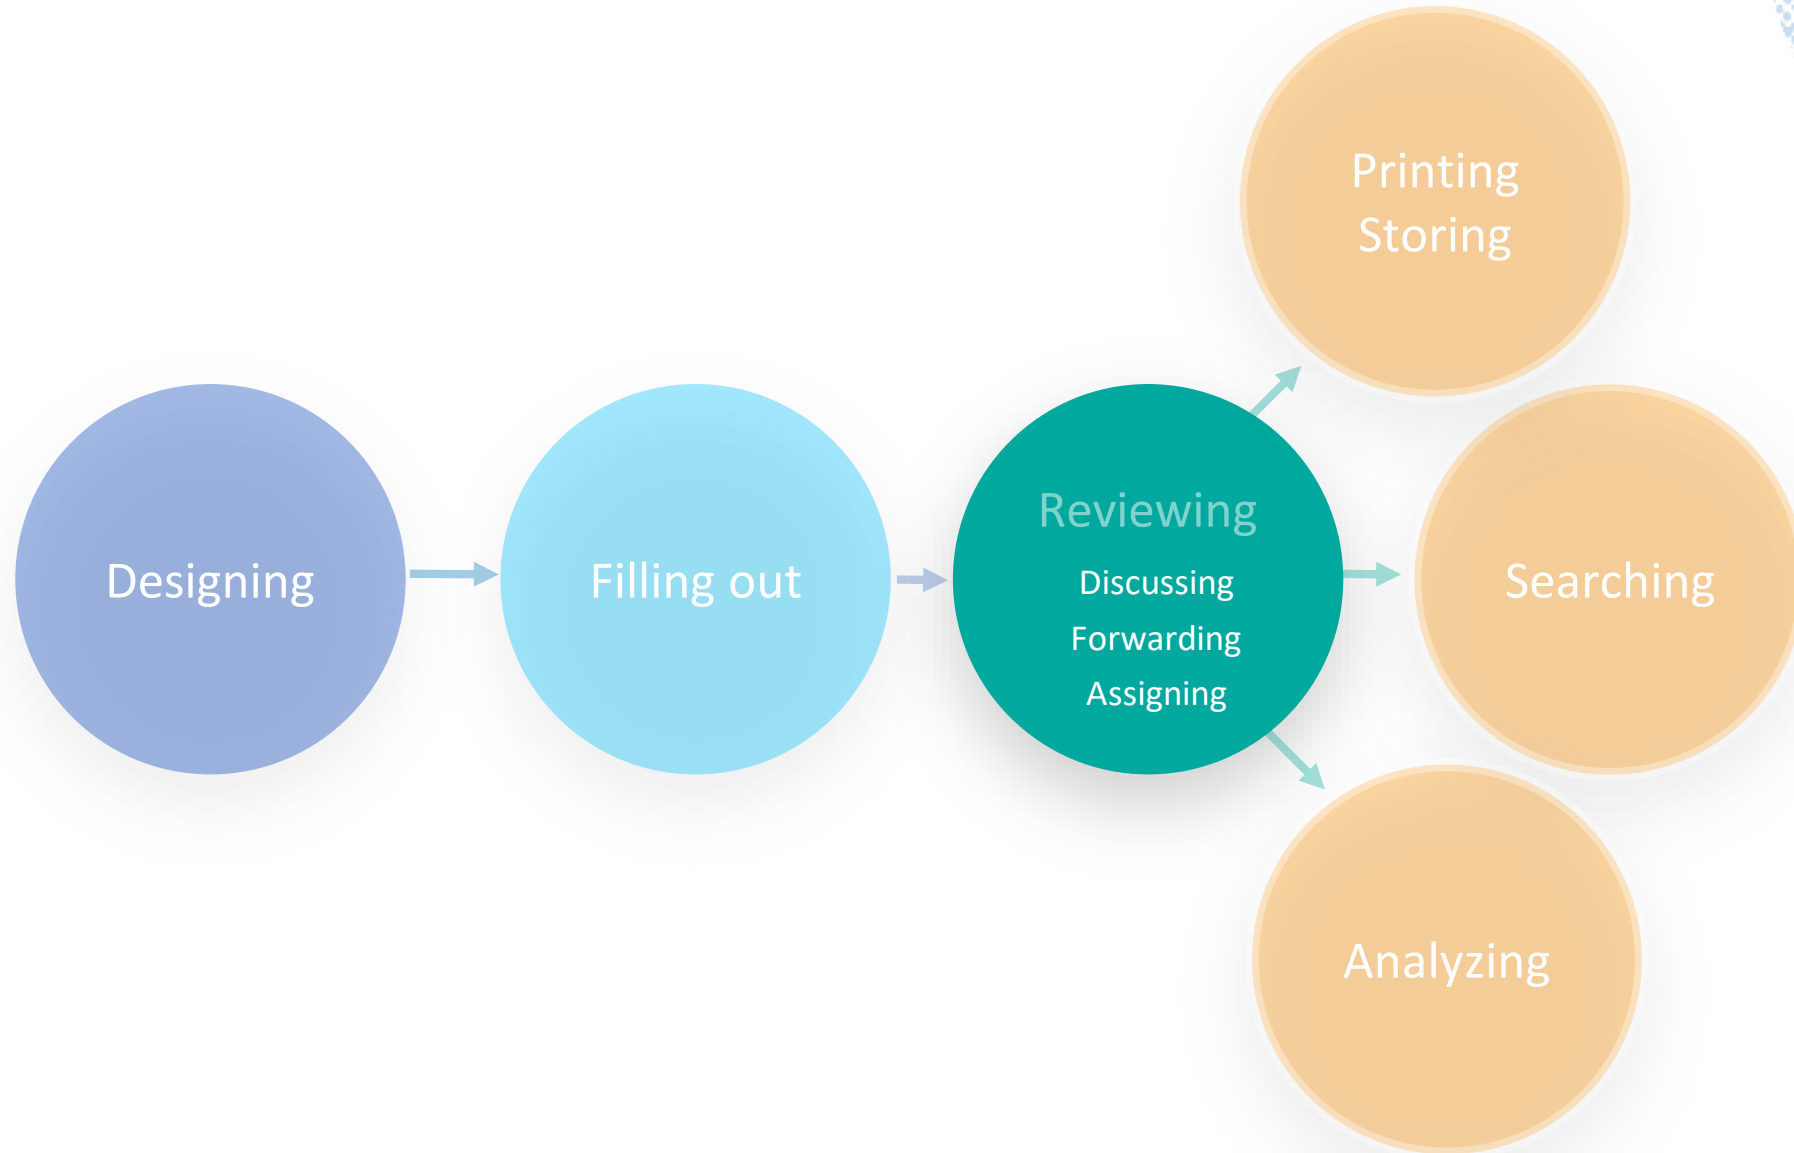 Designing
Filling out
Reviewing
Discussing
Forwarding
Assigning
Printing
Storing
Searching
Analyzing